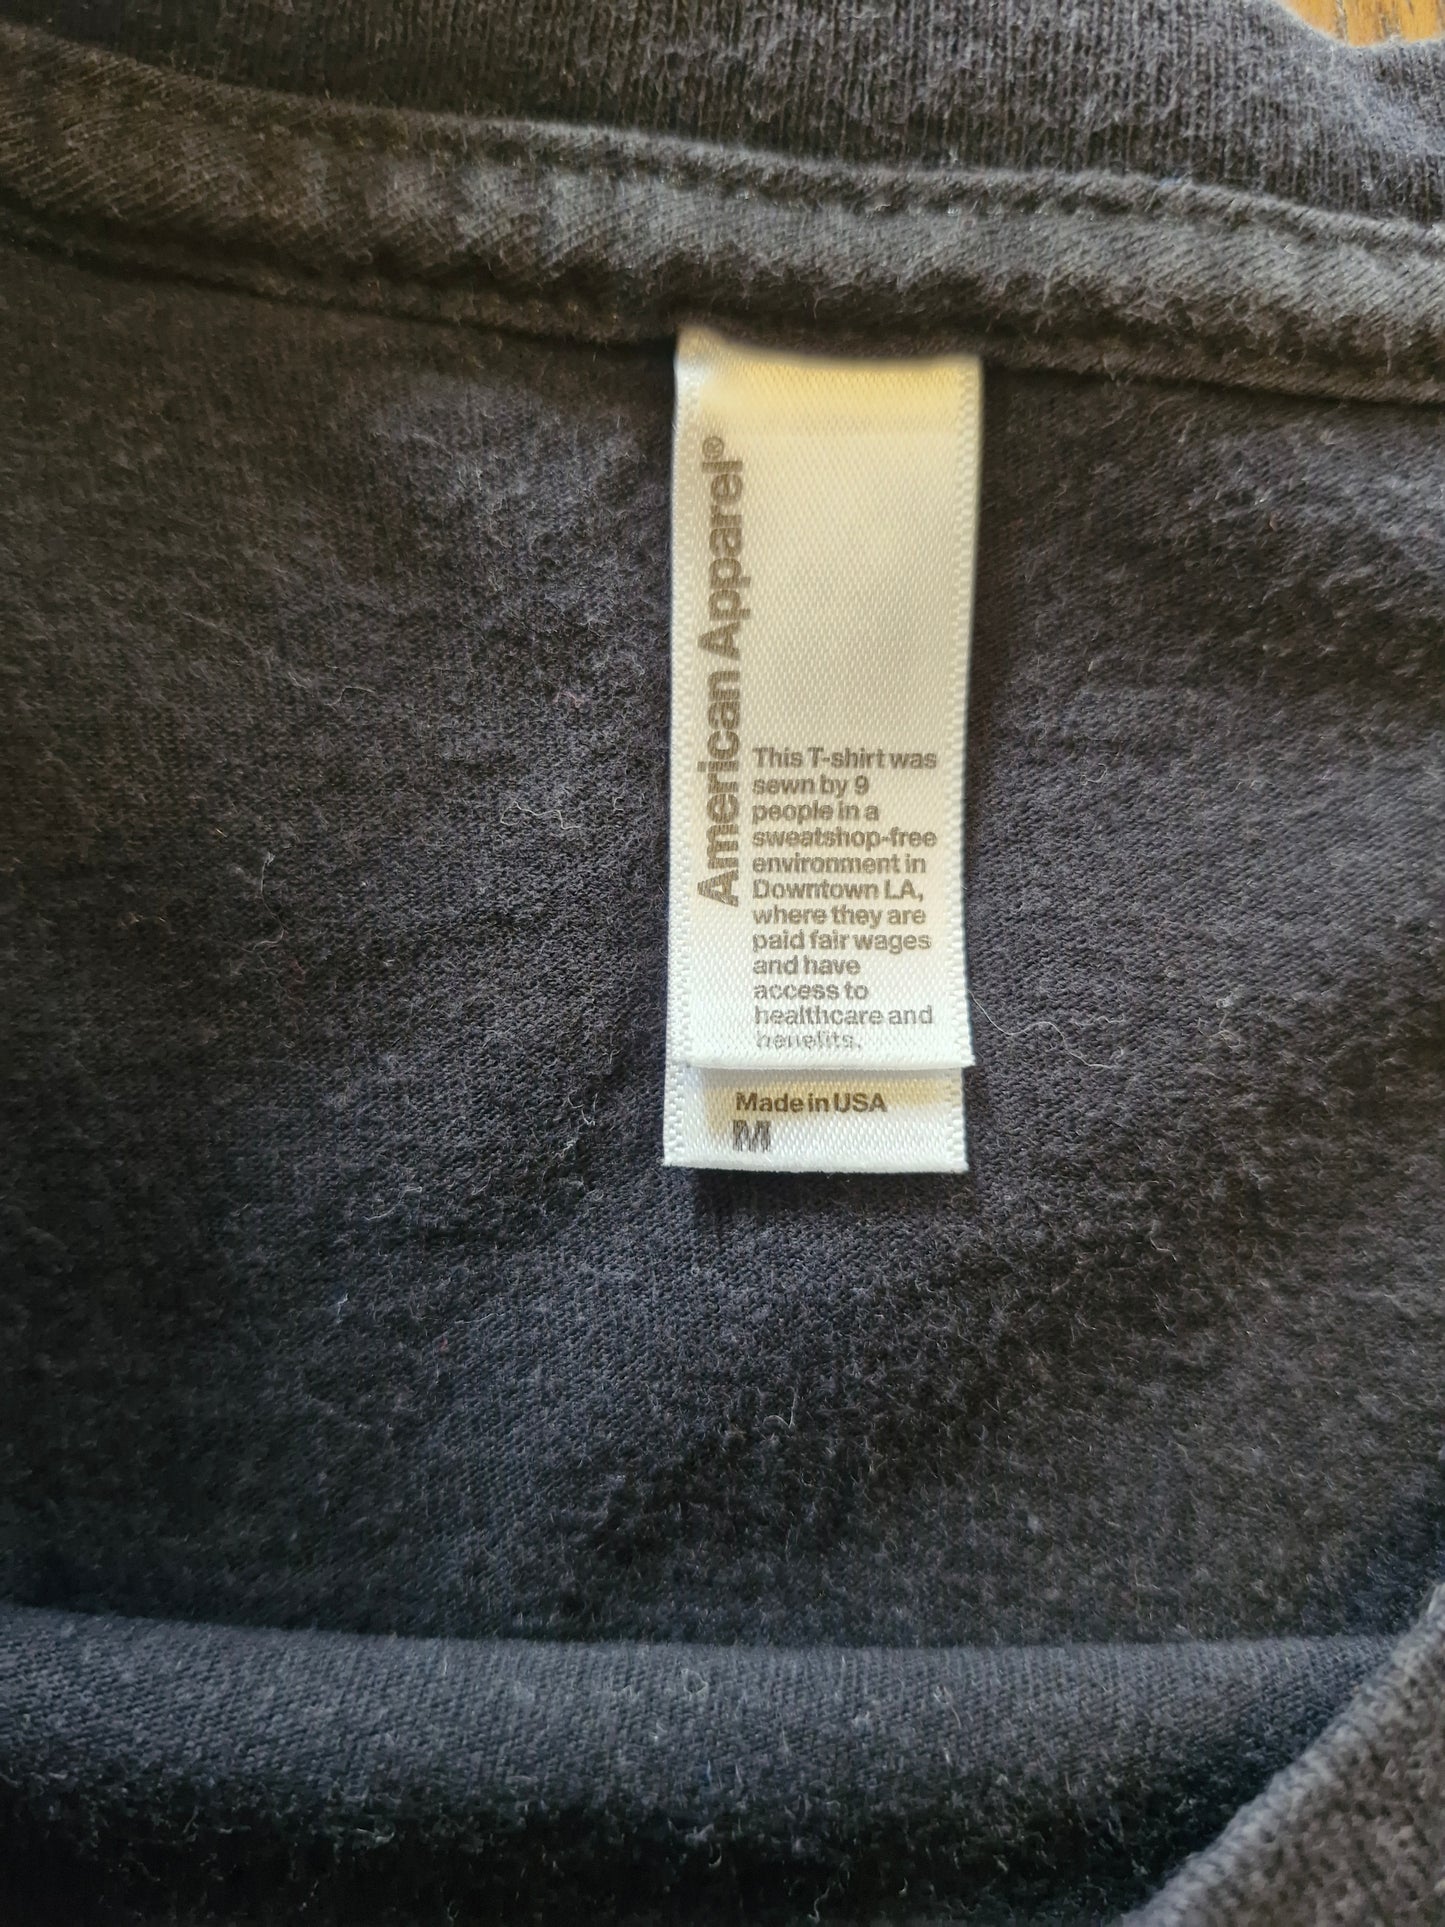 American Apparel®
This T-shirt was
sewn by 9
people in a
sweatshop-free
environment in
Downtown LA,
where they are
paid fair wages
and have
access to
healthcare and
benefits.
Made in USA
M